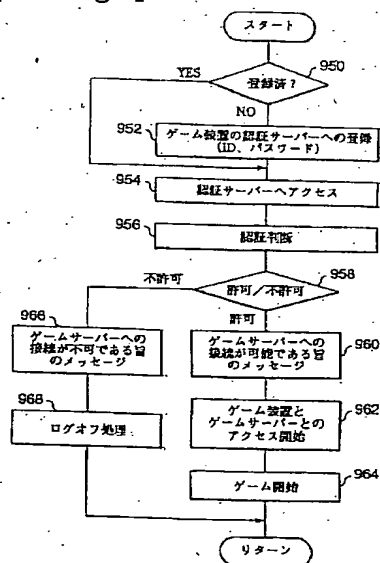 スタート
950
登録済?
YES
NO
952
ゲーム装置の認証サーバーへの登録
(ID、パスワード)
954
認証サーバーへアクセス
956
認証判断
958
不許可
許可/不許可
許可
966
ゲームサーバーへの
接続が不可である旨
のメッセージ
960
ゲームサーバーへの
接続が可能である旨
のメッセージ
968
ログオフ処理
962
ゲーム装置と
ゲームサーバーとの
アクセス開始
964
ゲーム開始
リターン